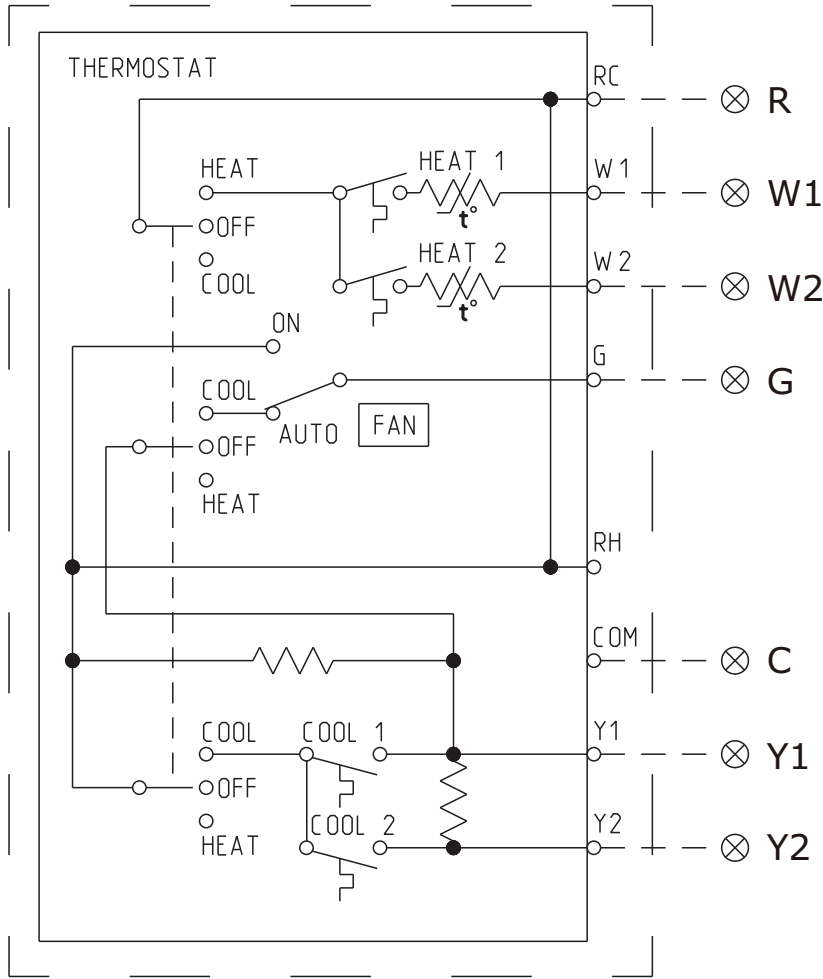 THERMOSTAT
RC
R
HEAT
HEAT 1
W1
W1
OFF
t°
COOL
HEAT 2
W2
W2
t°
ON
G
G
COOL
AUTO
FAN
OFF
HEAT
RH
COM
C
COOL
COOL 1
Y1
Y1
OFF
COOL 2
Y2
Y2
HEAT